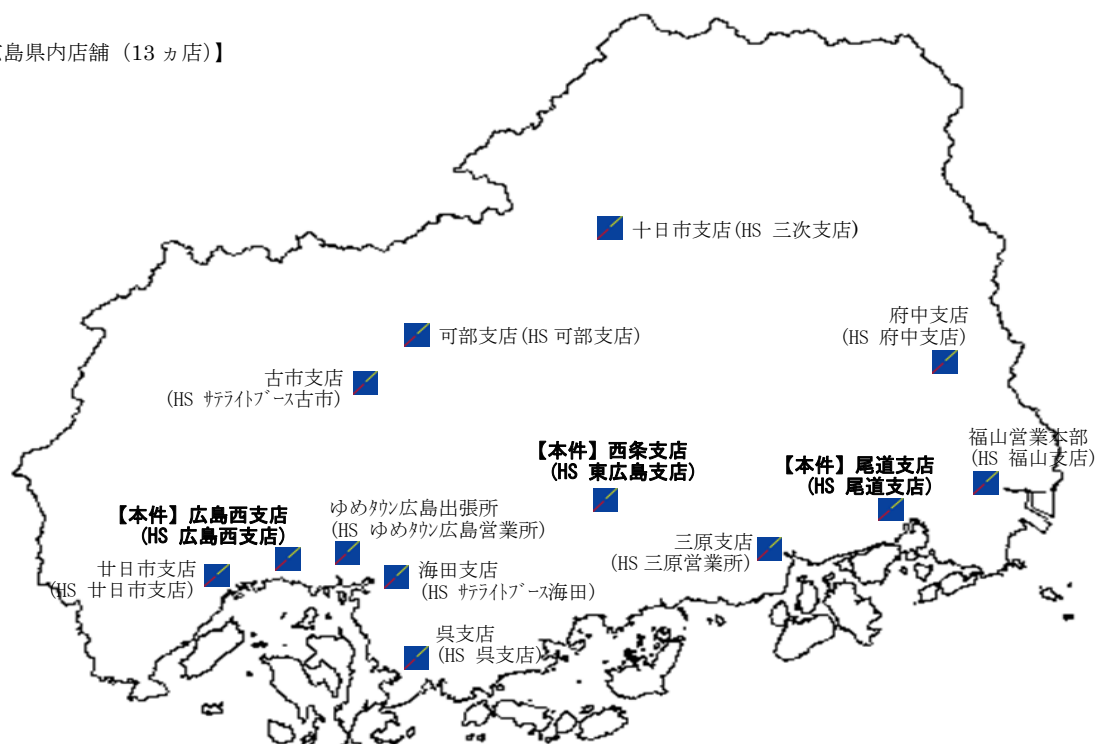 島県内店舗（13 ヵ店）】
十日市支店(HS 三次支店)
府中支店
(HS 府中支店)
可部支店(HS 可部支店)
古市支店
(HS ｻﾃﾗｲﾄﾌﾞｰｽ古市)
福山営業本部
(HS 福山支店)
【本件】西条支店
(HS 東広島支店)
【本件】尾道支店
(HS 尾道支店)
ゆめﾀｳﾝ広島出張所
(HS ゆめﾀｳﾝ広島営業所)
【本件】広島西支店
(HS 広島西支店)
三原支店
(HS 三原営業所)
廿日市支店
(HS 廿日市支店)
海田支店
(HS ｻﾃﾗｲﾄﾌﾞｰｽ海田)
呉支店
(HS 呉支店)